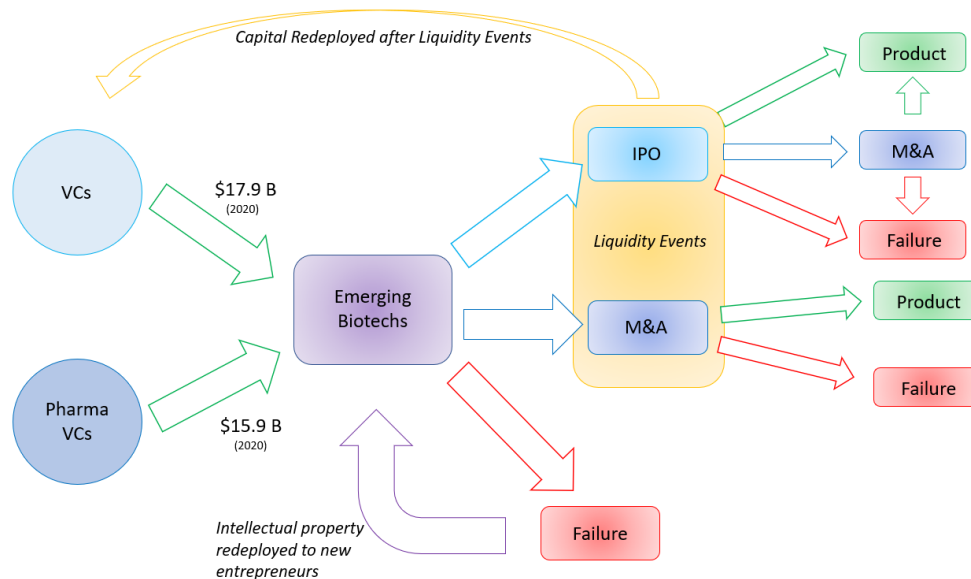 Capital Redeployed after Liquidity Events
Product
VCs
$17.9 B
(2020)
IPO
M&A
Liquidity Events
Failure
Emerging
Biotechs
M&A
Product
Pharma
VCs
$15.9 B
(2020)
Failure
Intellectual property
redeployed to new
entrepreneurs
Failure